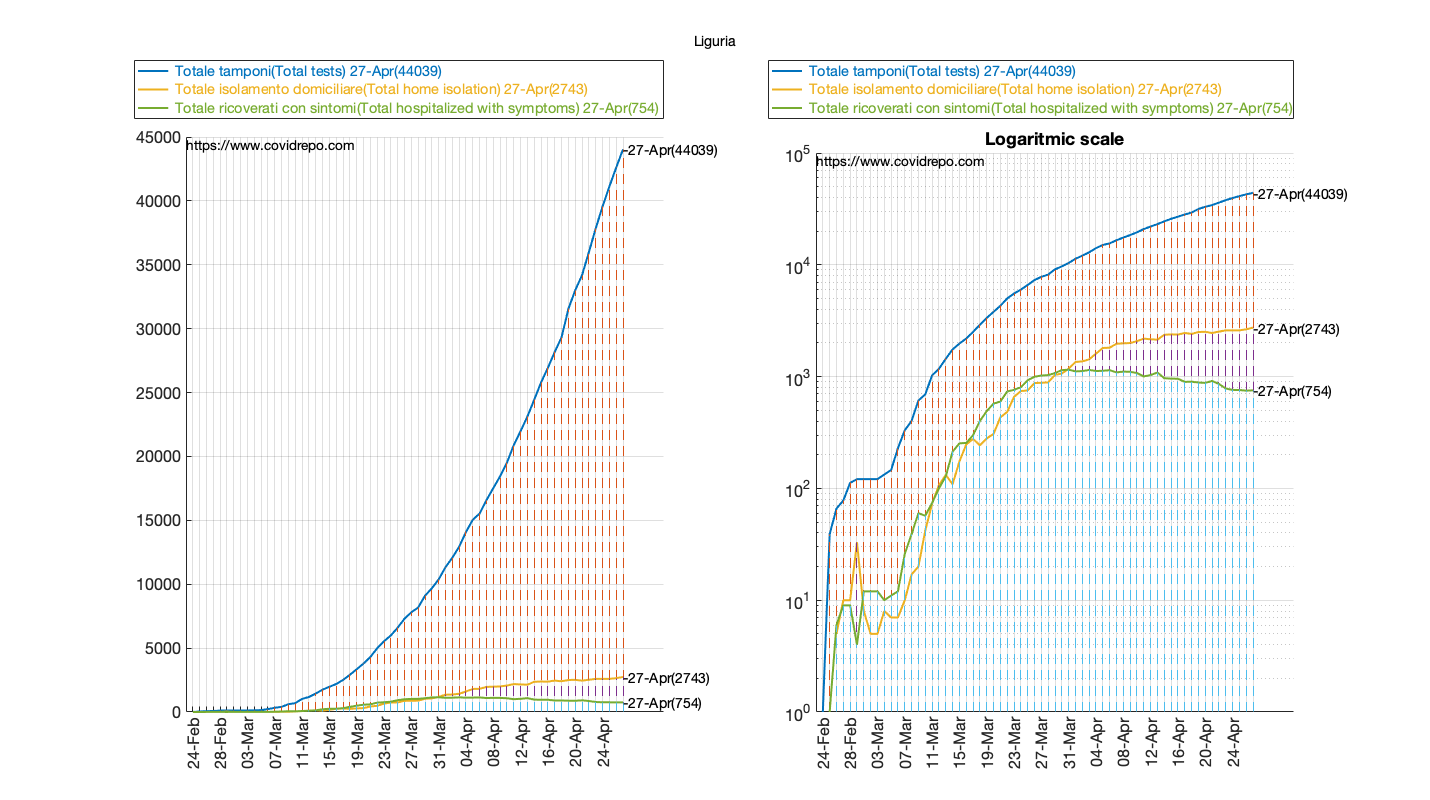 Liguria
Totale tamponi(Total tests) 27-Apr(44039)
Totale isolamento domiciliare(Total home isolation) 27-Apr(2743)
Totale ricoverati con sintomi(Total hospitalized with symptoms) 27-Apr(754)
45000
40000
35000
30000
25000
20000
15000
10000
5000
0
https://www.covidrepo.com
27-Apr(44039)
27-Apr(2743)
27-Apr(754)
24-Feb
28-Feb
03-Mar
07-Mar
11-Mar
15-Mar
19-Mar
23-Mar
27-Mar
31-Mar
04-Apr
08-Apr
12-Apr
16-Apr
20-Apr
24-Apr
Totale tamponi(Total tests) 27-Apr(44039)
Totale isolamento domiciliare(Total home isolation) 27-Apr(2743)
Totale ricoverati con sintomi(Total hospitalized with symptoms) 27-Apr(754)
Logaritmic scale
10^5
10^4
10^3
10^2
10^1
10^0
https://www.covidrepo.com
27-Apr(44039)
27-Apr(2743)
27-Apr(754)
24-Feb
28-Feb
03-Mar
07-Mar
11-Mar
15-Mar
19-Mar
23-Mar
27-Mar
31-Mar
04-Apr
08-Apr
12-Apr
16-Apr
20-Apr
24-Apr